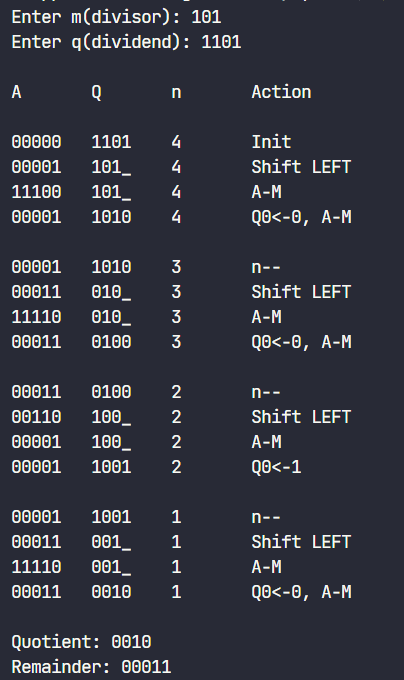 Enter m(divisor): 101
Enter q(dividend): 1101
A Q n Action
00000 1101 4 Init
00001 101_ 4 Shift LEFT
11100 101_ 4 A-M
00001 1010 4 Q0<-0, A-M
00001 1010 3 n--
00011 010_ 3 Shift LEFT
11110 010_ 3 A-M
00011 0100 3 Q0<-0, A-M
00011 0100 2 n--
00110 100_ 2 Shift LEFT
00001 100_ 2 A-M
00001 1001 2 Q0<-1
00001 1001 1 n--
00011 001_ 1 Shift LEFT
11110 001_ 1 A-M
00011 0010 1 Q0<-0, A-M
Quotient: 0010
Remainder: 00011